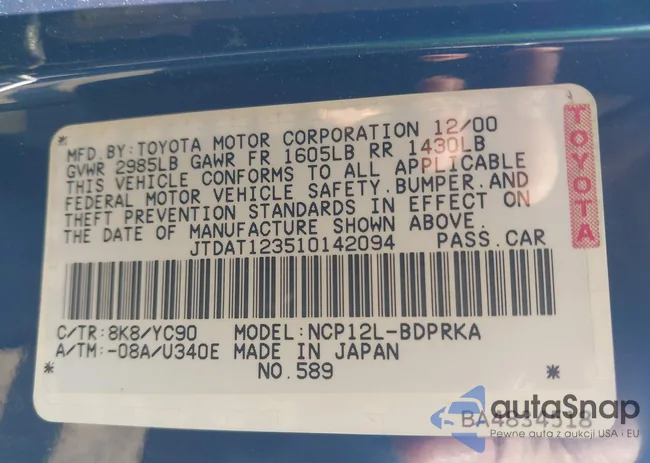 MFD.BY:TOYOTA MOTOR CORPORATION 12/00
GVWR 2985LB GAWR FR 1605LB RR 1430LB
THIS VEHICLE CONFORMS TO ALL APPLICABLE
FEDERAL MOTOR VEHICLE SAFETY.BUMPER.AND
THEFT PREVENTION STANDARDS IN EFFECT ON
THE DATE OF MANUFACTURE SHOWN ABOVE.
JTDAT123510142094 PASS.CAR
TOYOTA
C/TR:8K8/YC90 MODEL:NCP12L-BDPRKA
A/TM:-08A/U340E MADE IN JAPAN
* NO.589 *
BA4834518
autoSnap
Pewne auta z aukcji USA i EU